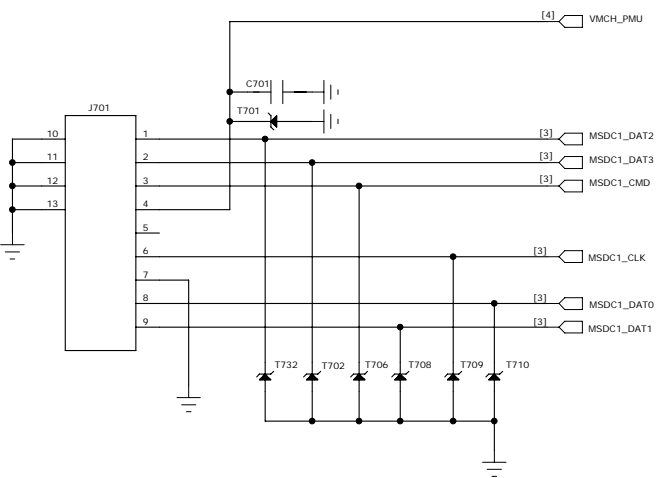 [4] VMCH_PMU
C701
J701
T701
10 1 [3] MSDC1_DAT2
11 2 [3] MSDC1_DAT3
12 3 [3] MSDC1_CMD
13 4
5
6 [3] MSDC1_CLK
7
8 [3] MSDC1_DAT0
9 [3] MSDC1_DAT1
T732 T702 T706 T708 T709 T710